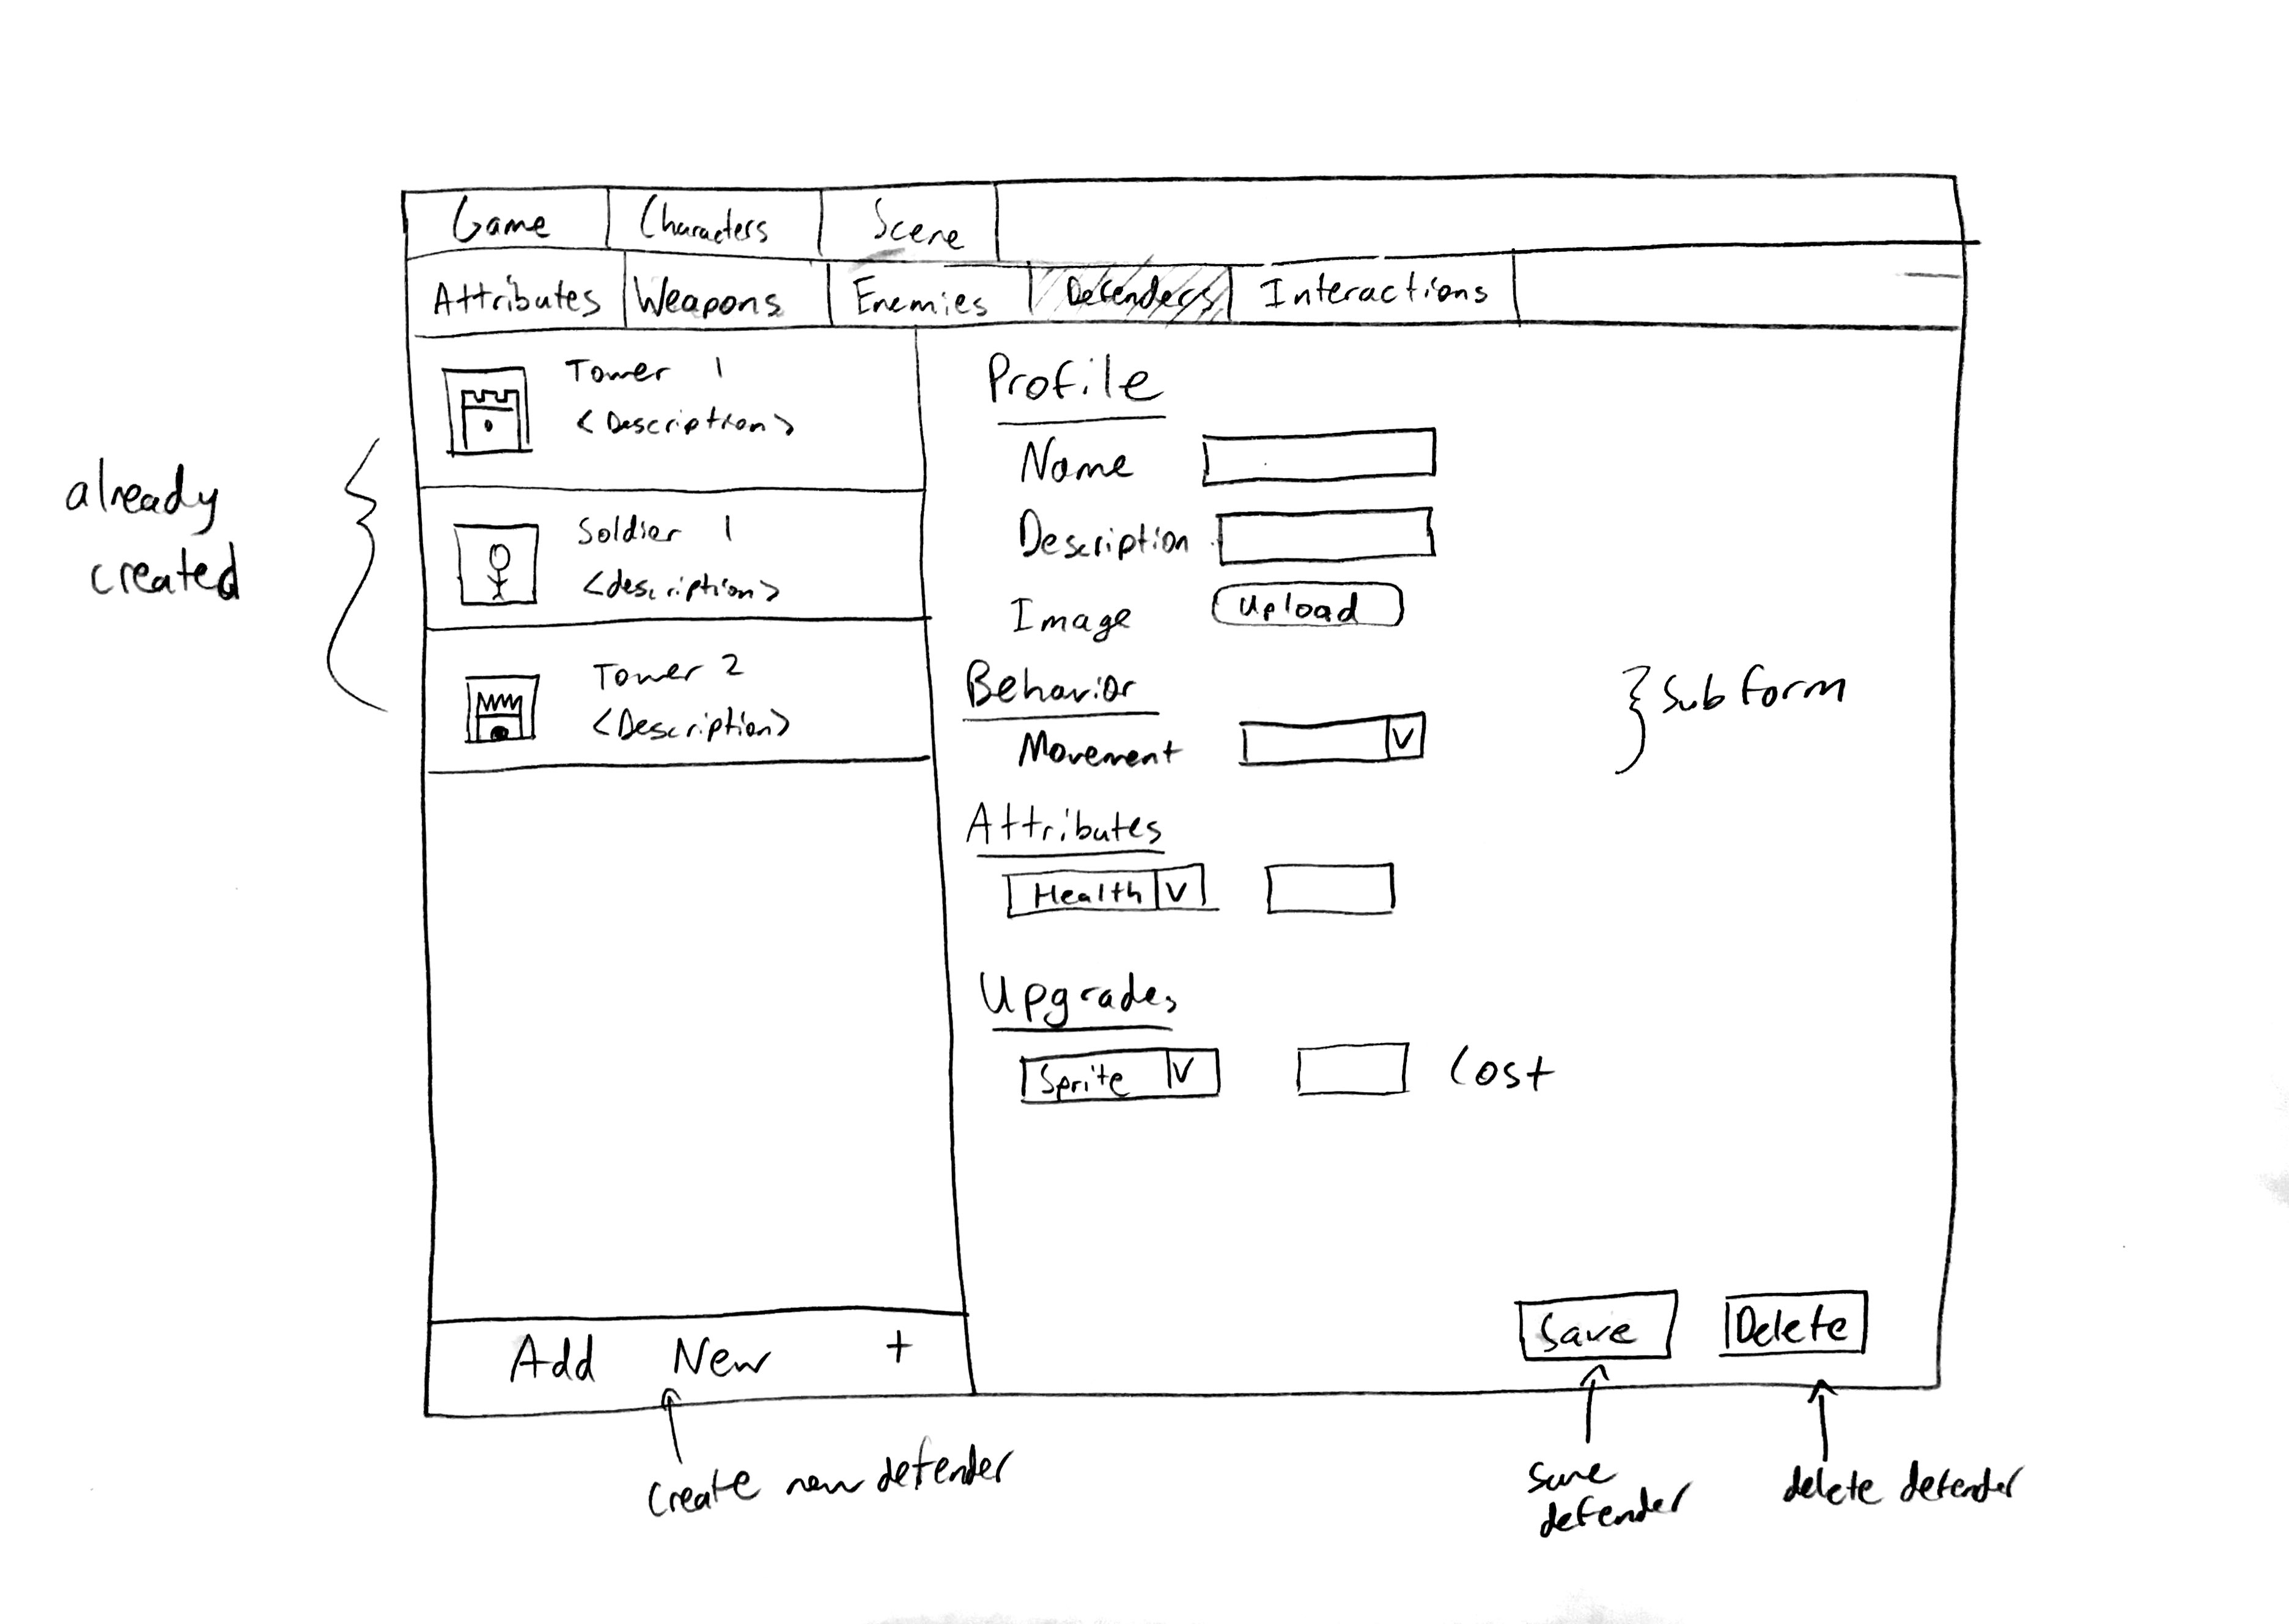 Game Characters Scene
Attributes Weapons Enemies Defenders Interactions
Tower 1
<Description>
Soldier 1
<description>
Tower 2
<Description>
already
created
Add New +
create new defender
Profile
Name
Description
Image Upload
Behavior
Movement V
Sub form
Attributes
Health V
Upgrades
Sprite V Cost
Save Delete
save
defender
delete defender